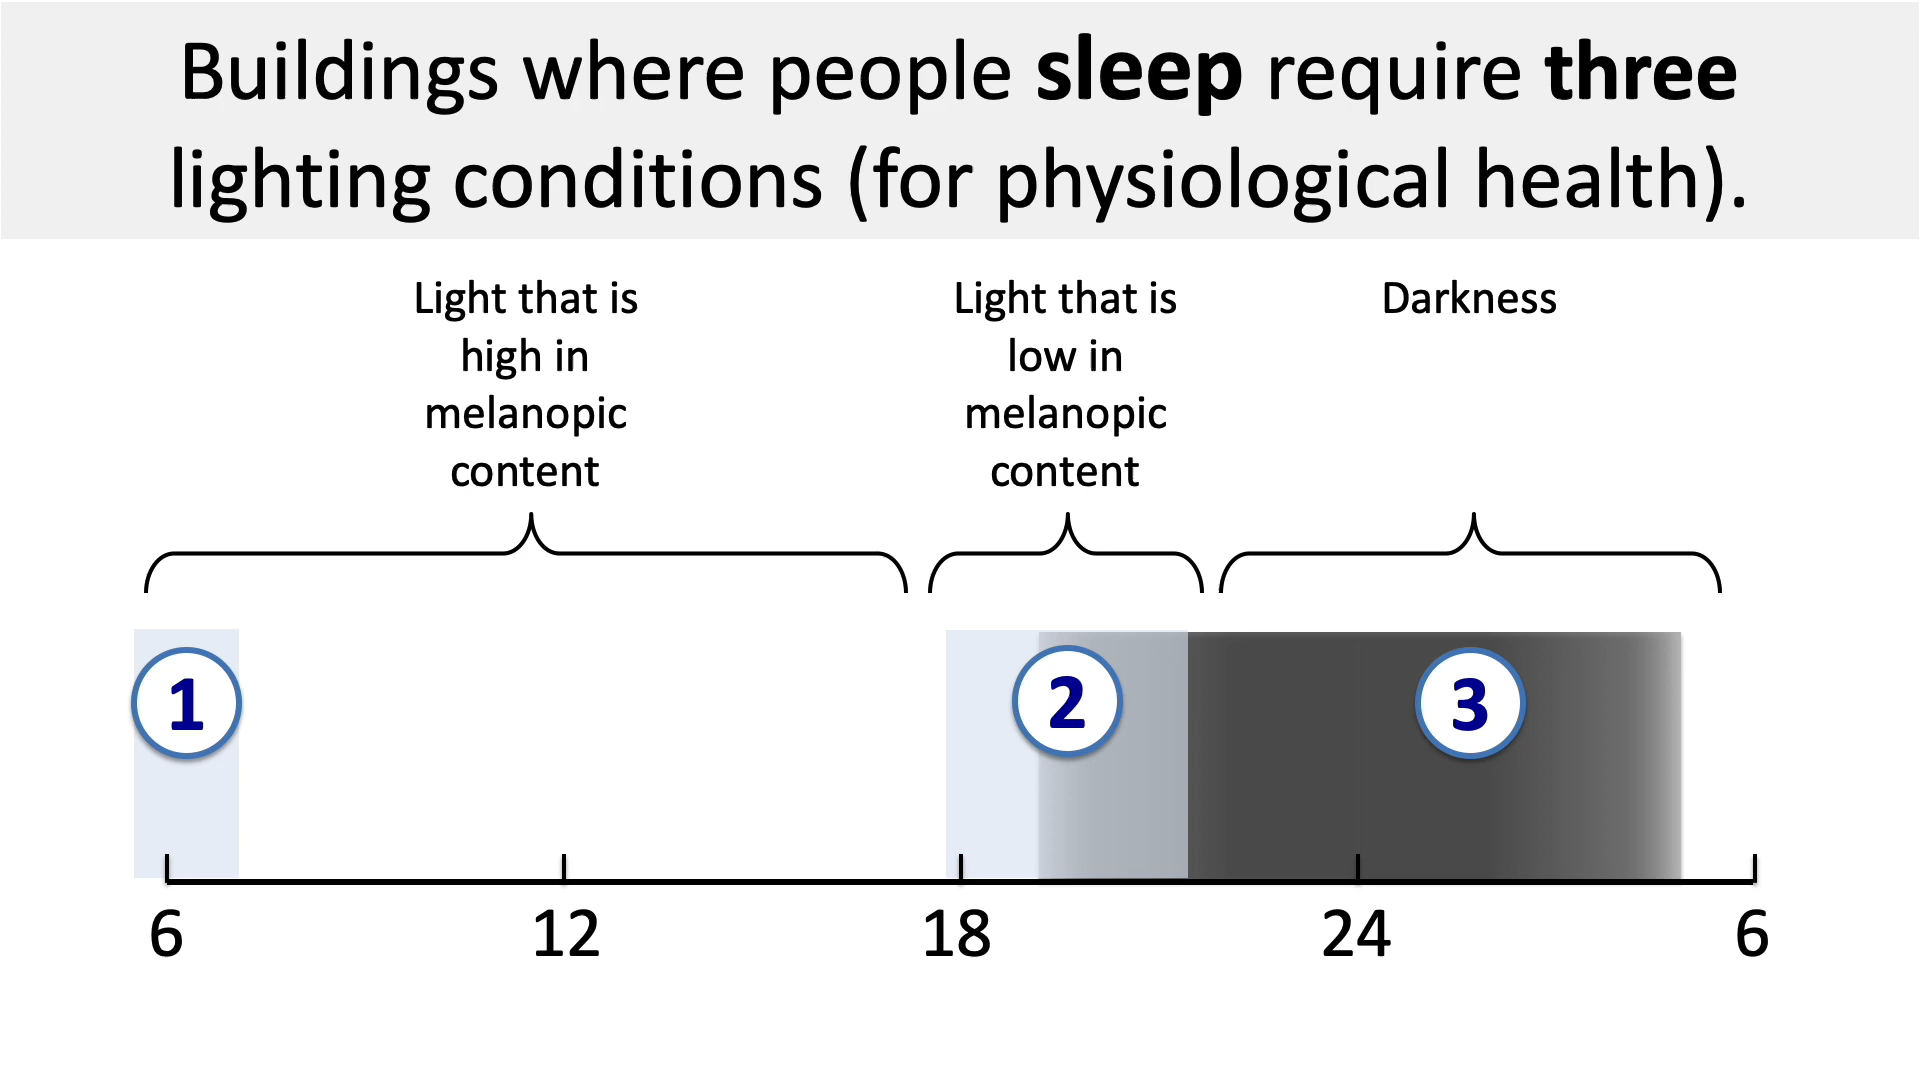 Buildings where people sleep require three
lighting conditions (for physiological health).
Light that is
high in
melanopic
content
Light that is
low in
melanopic
content
Darkness
1
2
3
6
12
18
24
6